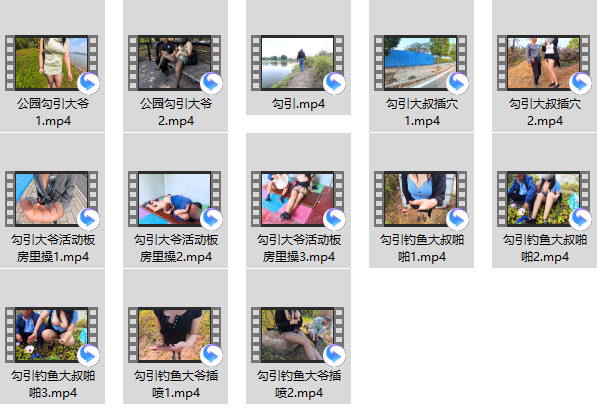 公园勾引大爷
1.mp4
公园勾引大爷
2.mp4
勾引.mp4
勾引大叔插穴
1.mp4
勾引大叔插穴
2.mp4
勾引大爷活动板
房里操1.mp4
勾引大爷活动板
房里操2.mp4
勾引大爷活动板
房里操3.mp4
勾引钓鱼大叔啪
啪1.mp4
勾引钓鱼大叔啪
啪2.mp4
勾引钓鱼大叔啪
啪3.mp4
勾引钓鱼大爷插
喷1.mp4
勾引钓鱼大爷插
喷2.mp4